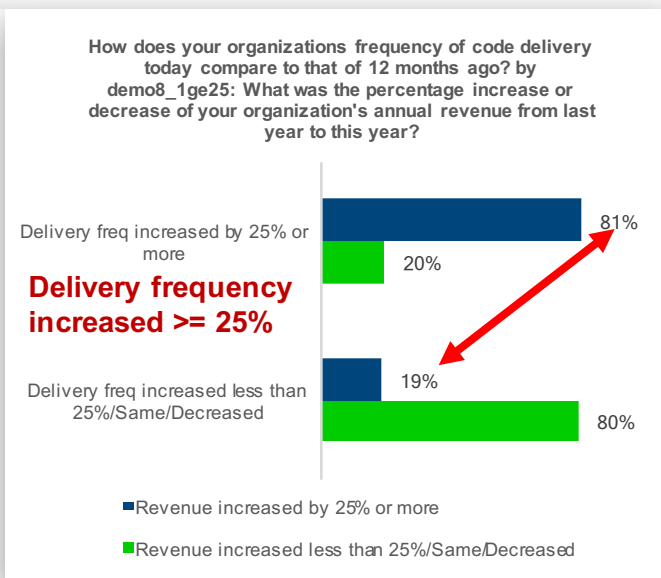 How does your organizations frequency of code delivery
today compare to that of 12 months ago? by
demo8_1ge25: What was the percentage increase or
decrease of your organization's annual revenue from last
year to this year?
Delivery freq increased by 25% or
more
81%
20%
Delivery frequency
increased >= 25%
Delivery freq increased less than
25%/Same/Decreased
19%
80%
Revenue increased by 25% or more
Revenue increased less than 25%/Same/Decreased